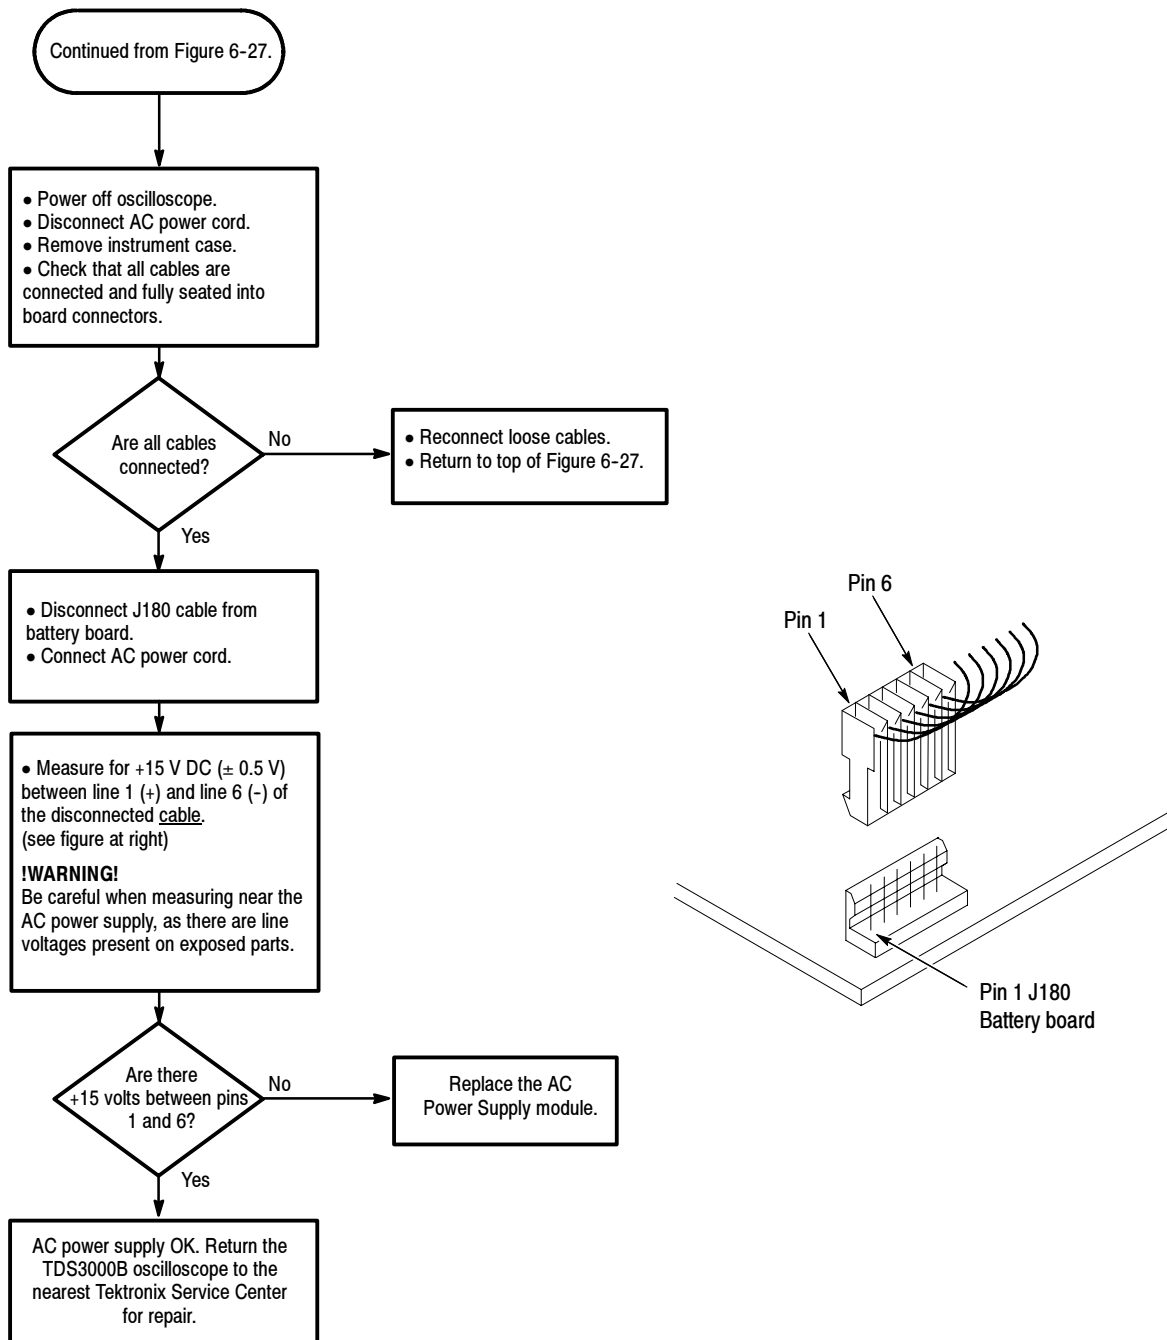 Continued from Figure 6-27.
● Power off oscilloscope.
● Disconnect AC power cord.
● Remove instrument case.
● Check that all cables are
connected and fully seated into
board connectors.
Are all cables
connected?
No
● Reconnect loose cables.
● Return to top of Figure 6-27.
Yes
● Disconnect J180 cable from
battery board.
● Connect AC power cord.
● Measure for +15 V DC (± 0.5 V)
between line 1 (+) and line 6 (-) of
the disconnected cable.
(see figure at right)
!WARNING!
Be careful when measuring near the
AC power supply, as there are line
voltages present on exposed parts.
Are there
+15 volts between pins
1 and 6?
No
Replace the AC
Power Supply module.
Yes
AC power supply OK. Return the
TDS3000B oscilloscope to the
nearest Tektronix Service Center
for repair.
Pin 6
Pin 1
Pin 1 J180
Battery board